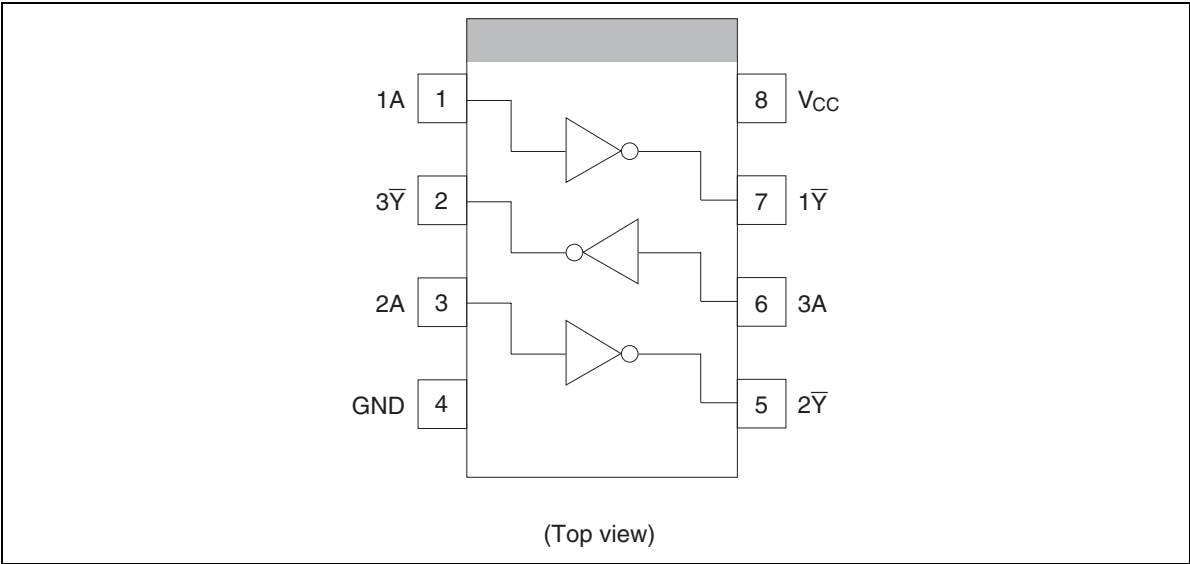 1A 1 8 VCC
3Y̅ 2 7 1Y̅
2A 3 6 3A
GND 4 5 2Y̅
(Top view)